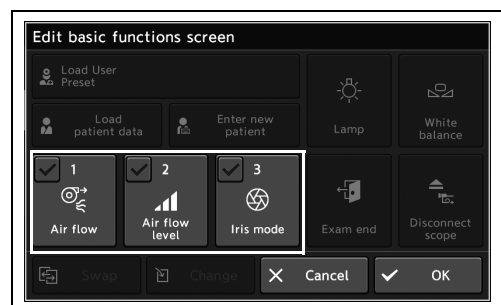 Edit basic functions screen
Load User
Preset
Load
patient data
Enter new
patient
Lamp
White
balance
1
Air flow
2
Air flow
level
3
Iris mode
Exam end
Disconnect
scope
Swap
Change
Cancel
OK